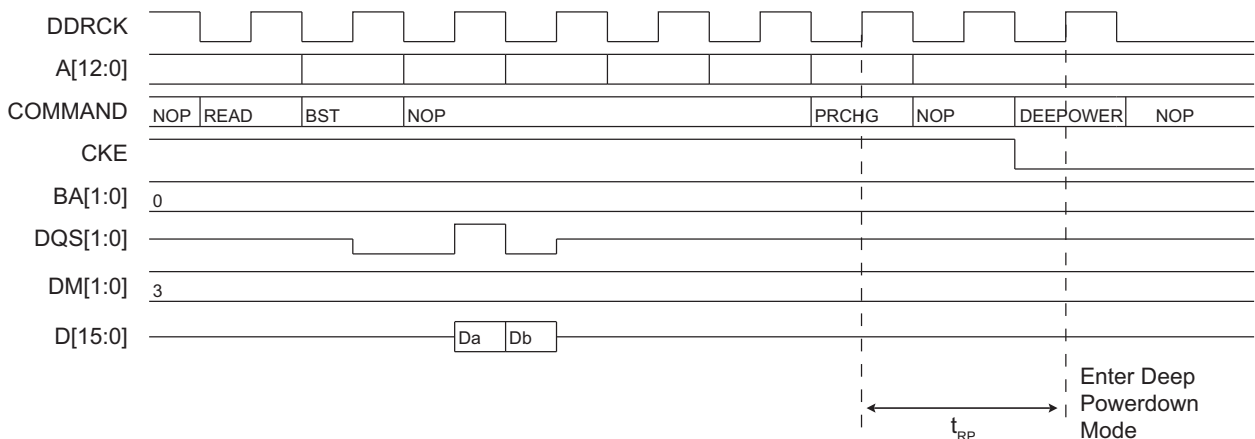 DDRCK
A[12:0]
COMMAND NOP READ BST NOP PRCHG NOP DEEPOWER NOP
CKE
BA[1:0] 0
DQS[1:0]
DM[1:0] 3
D[15:0] Da Db
tRP
Enter Deep
Powerdown
Mode